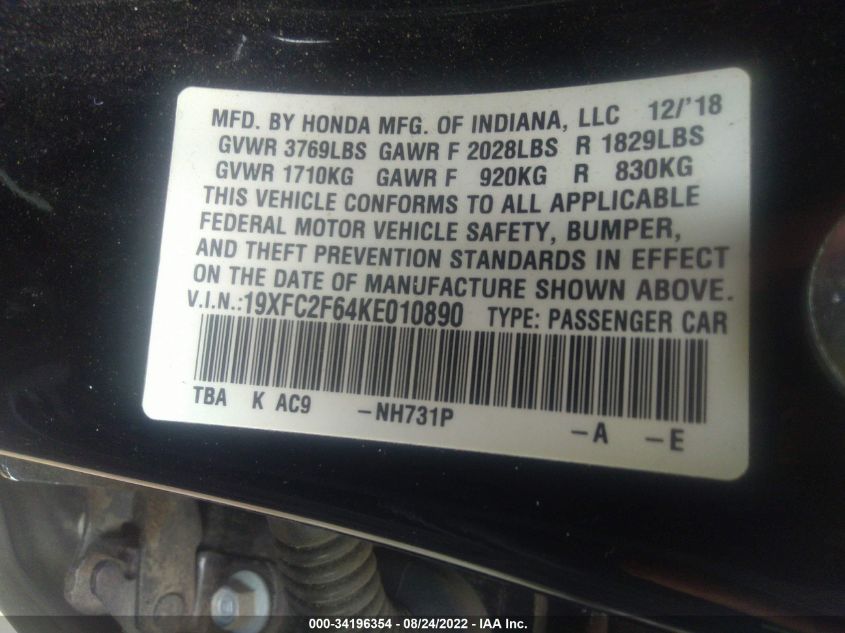 MFD. BY HONDA MFG. OF INDIANA, LLC 12/'18
GVWR 3769LBS GAWR F 2028LBS R 1829LBS
GVWR 1710KG GAWR F 920KG R 830KG
THIS VEHICLE CONFORMS TO ALL APPLICABLE
FEDERAL MOTOR VEHICLE SAFETY, BUMPER,
AND THEFT PREVENTION STANDARDS IN EFFECT
ON THE DATE OF MANUFACTURE SHOWN ABOVE.
V.I.N.:19XFC2F64KE010890 TYPE: PASSENGER CAR
TBA K AC9 -NH731P -A -E
000-34196354 - 08/24/2022 - IAA Inc.